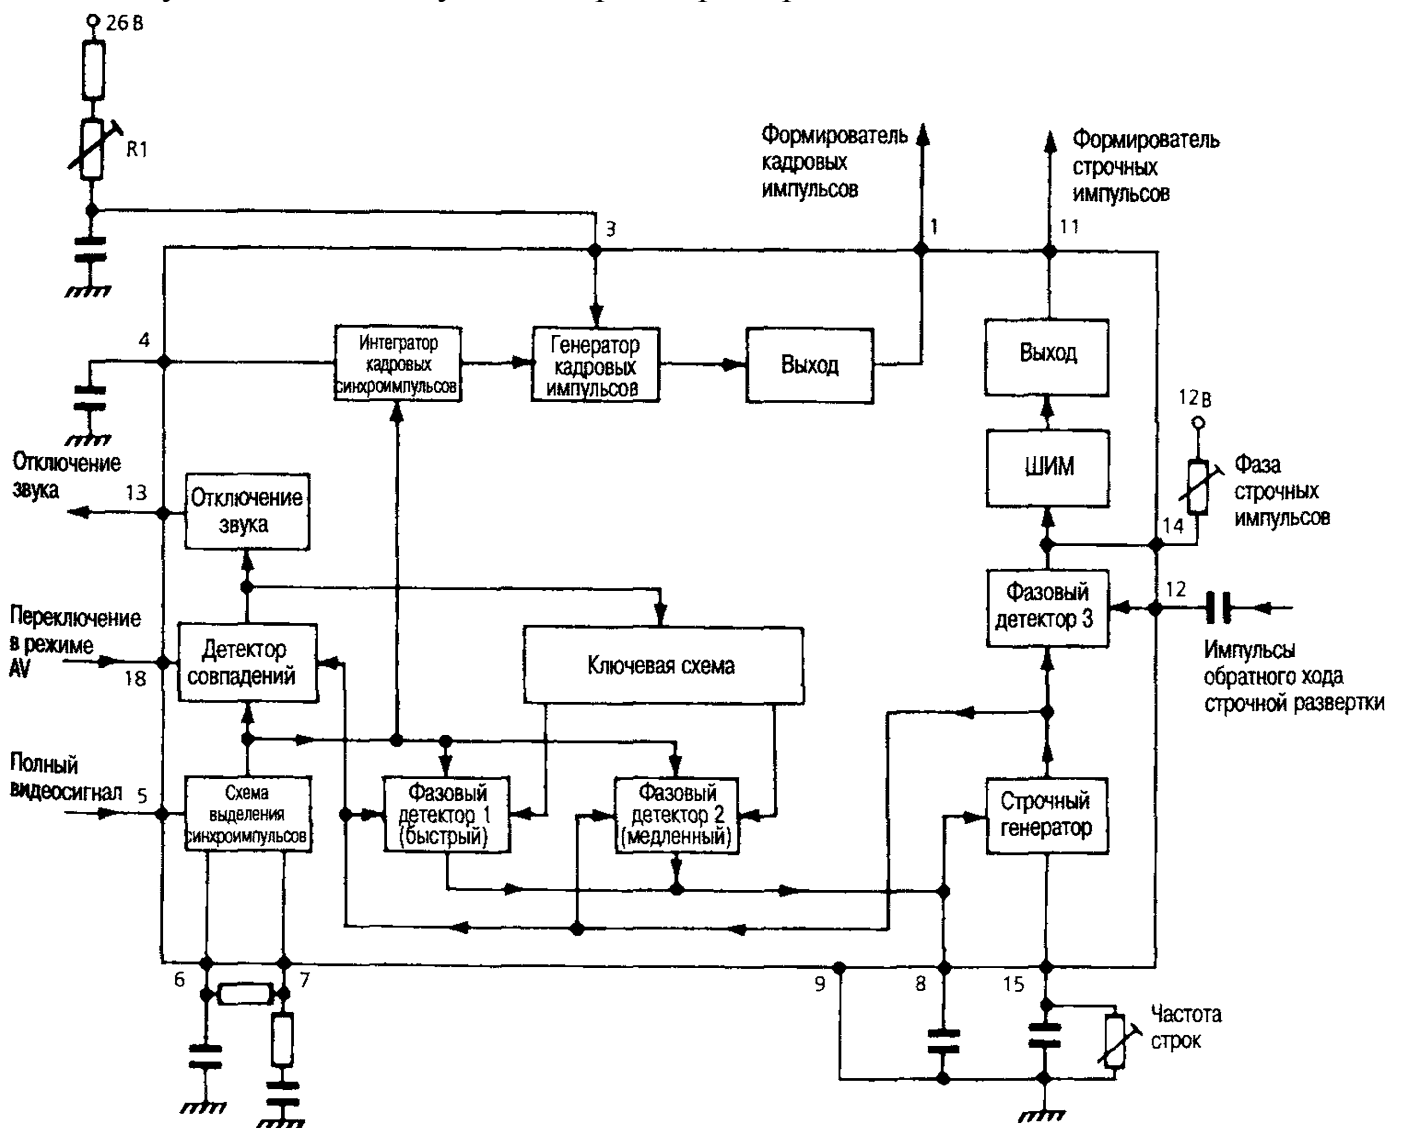 26 В
R1
Формирователь
кадровых
импульсов
Формирователь
строчных
импульсов
3
1
11
4
Интегратор
кадровых
синхроимпульсов
Генератор
кадровых
импульсов
Выход
Выход
12В
Отключение
звука
13
Отключение
звука
ШИМ
Фаза
строчных
импульсов
14
Переключение
в режиме
AV
18
Детектор
совпадений
Ключевая схема
Фазовый
детектор 3
12
Импульсы
обратного хода
строчной развертки
Полный
видеосигнал
5
Схема
выделения
синхроимпульсов
Фазовый
детектор 1
(быстрый)
Фазовый
детектор 2
(медленный)
Строчный
генератор
6
7
9
8
15
Частота
строк